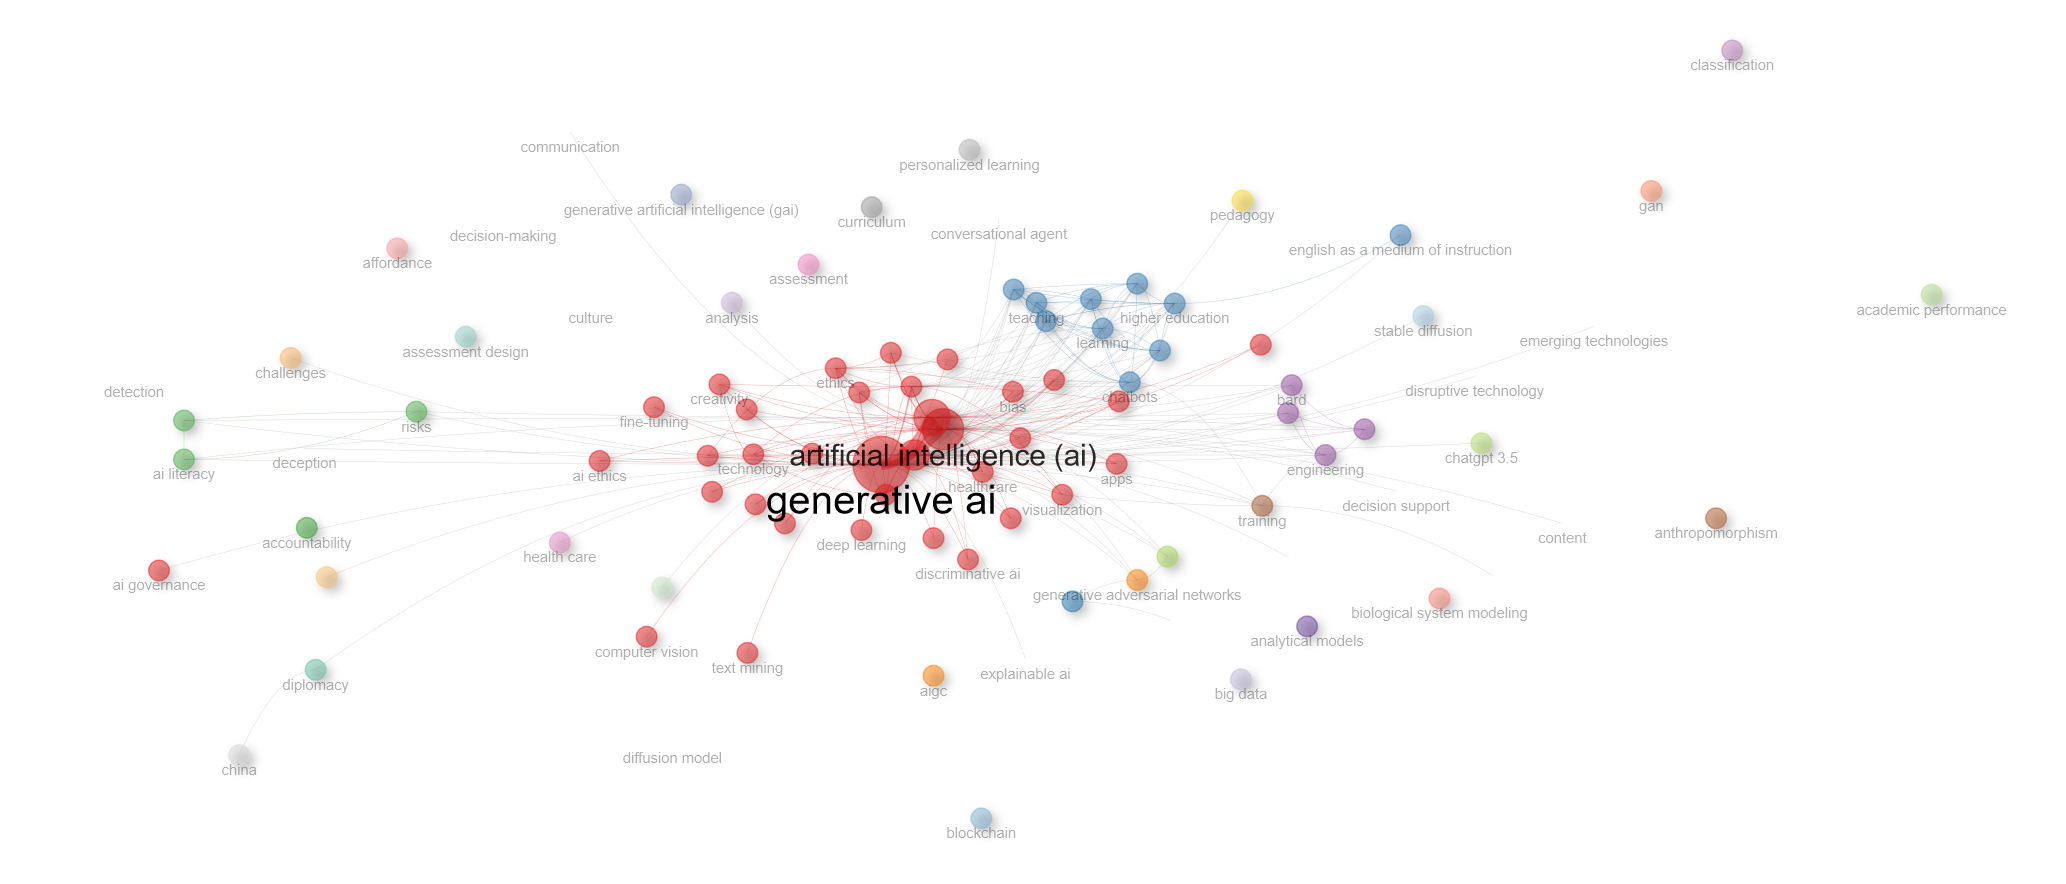 classification
communication
personalized learning
generative artificial intelligence (gai)
gan
curriculum
pedagogy
decision-making
conversational agent
english as a medium of instruction
affordance
assessment
academic performance
culture
analysis
teaching
higher education
stable diffusion
emerging technologies
learning
assessment design
challenges
ethics
detection
creativity
chatbots
bard
disruptive technology
bias
fine-tuning
risks
artificial intelligence (ai)
chatgpt 3.5
deception
technology
engineering
ai literacy
ai ethics
apps
healthcare
generative ai
visualization
decision support
training
anthropomorphism
content
accountability
deep learning
health care
discriminative ai
ai governance
generative adversarial networks
biological system modeling
analytical models
computer vision
text mining
explainable ai
diplomacy
aigc
big data
diffusion model
china
blockchain